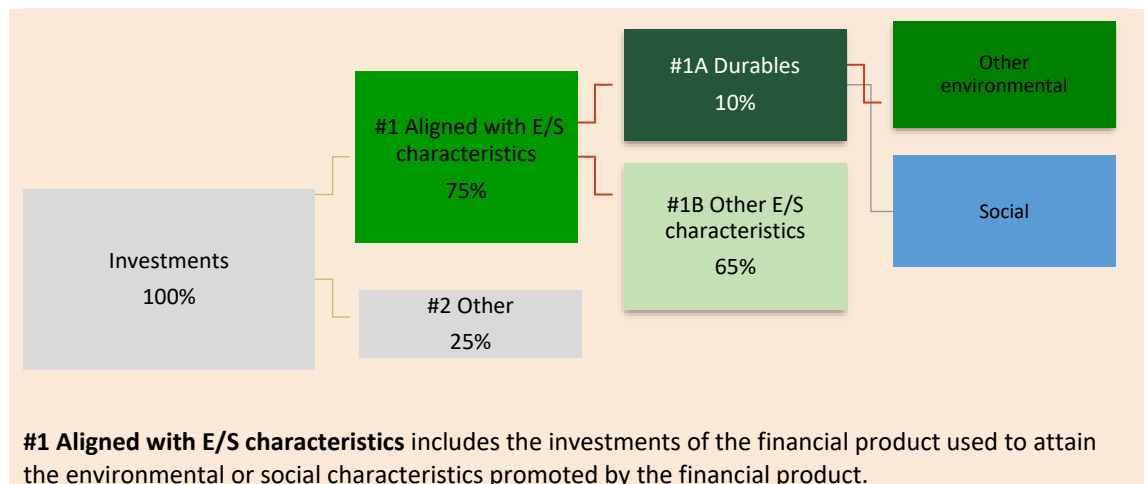 Investments
100%
#1 Aligned with E/S
characteristics
75%
#2 Other
25%
#1A Durables
10%
#1B Other E/S
characteristics
65%
Other
environmental
Social
#1 Aligned with E/S characteristics includes the investments of the financial product used to attain
the environmental or social characteristics promoted by the financial product.